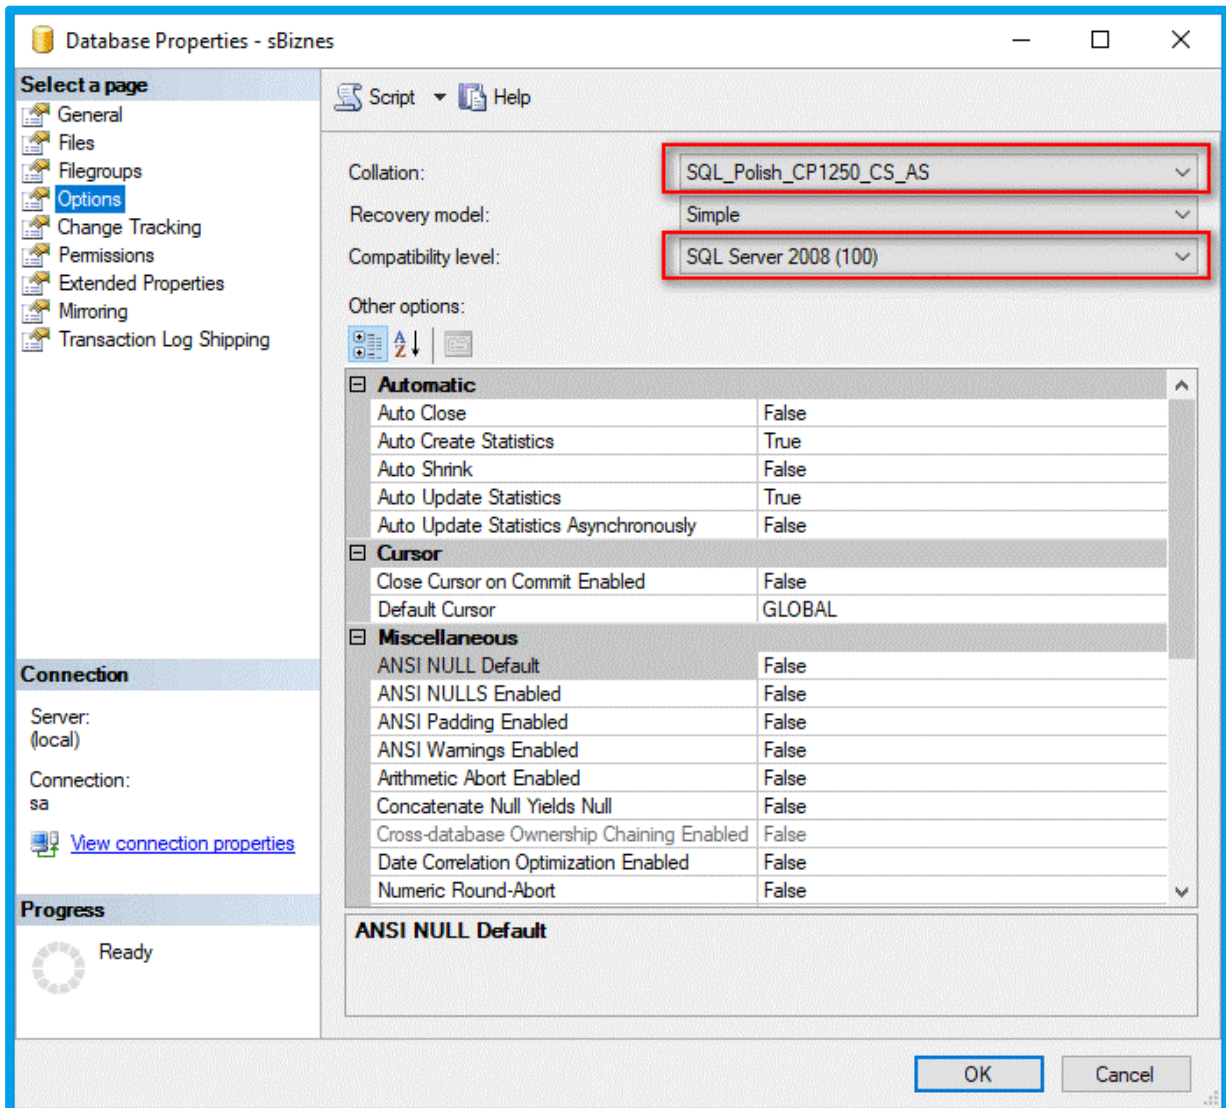 Database Properties - sBiznes
Select a page
General
Files
Filegroups
Options
Change Tracking
Permissions
Extended Properties
Mirroring
Transaction Log Shipping
Connection
Server:
(local)
Connection:
sa
View connection properties
Progress
Ready
Script Help
Collation: SQL_Polish_CP1250_CS_AS
Recovery model: Simple
Compatibility level: SQL Server 2008 (100)
Other options:
Automatic
Auto Close False
Auto Create Statistics True
Auto Shrink False
Auto Update Statistics True
Auto Update Statistics Asynchronously False
Cursor
Close Cursor on Commit Enabled False
Default Cursor GLOBAL
Miscellaneous
ANSI NULL Default False
ANSI NULLS Enabled False
ANSI Padding Enabled False
ANSI Warnings Enabled False
Arithmetic Abort Enabled False
Concatenate Null Yields Null False
Cross-database Ownership Chaining Enabled False
Date Correlation Optimization Enabled False
Numeric Round-Abort False
ANSI NULL Default
OK Cancel